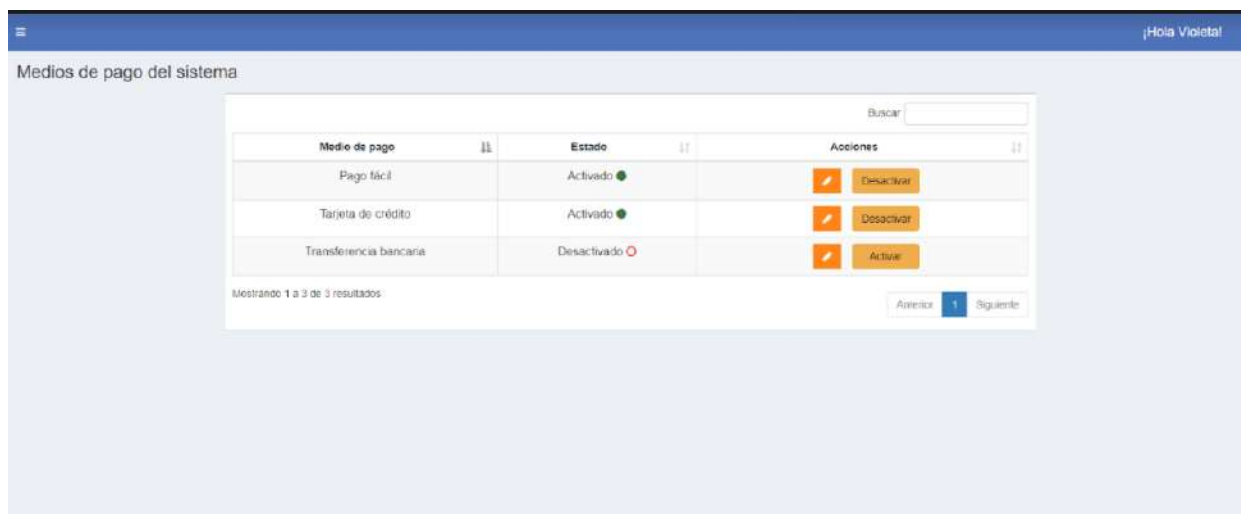 ¡Hola Violeta!
Medios de pago del sistema
Buscar
Medio de pago Estado Acciones
Pago fácil Activado Desactivar
Tarjeta de crédito Activado Desactivar
Transferencia bancaria Desactivado Activar
Mostrando 1 a 3 de 3 resultados
Anterior 1 Siguiente